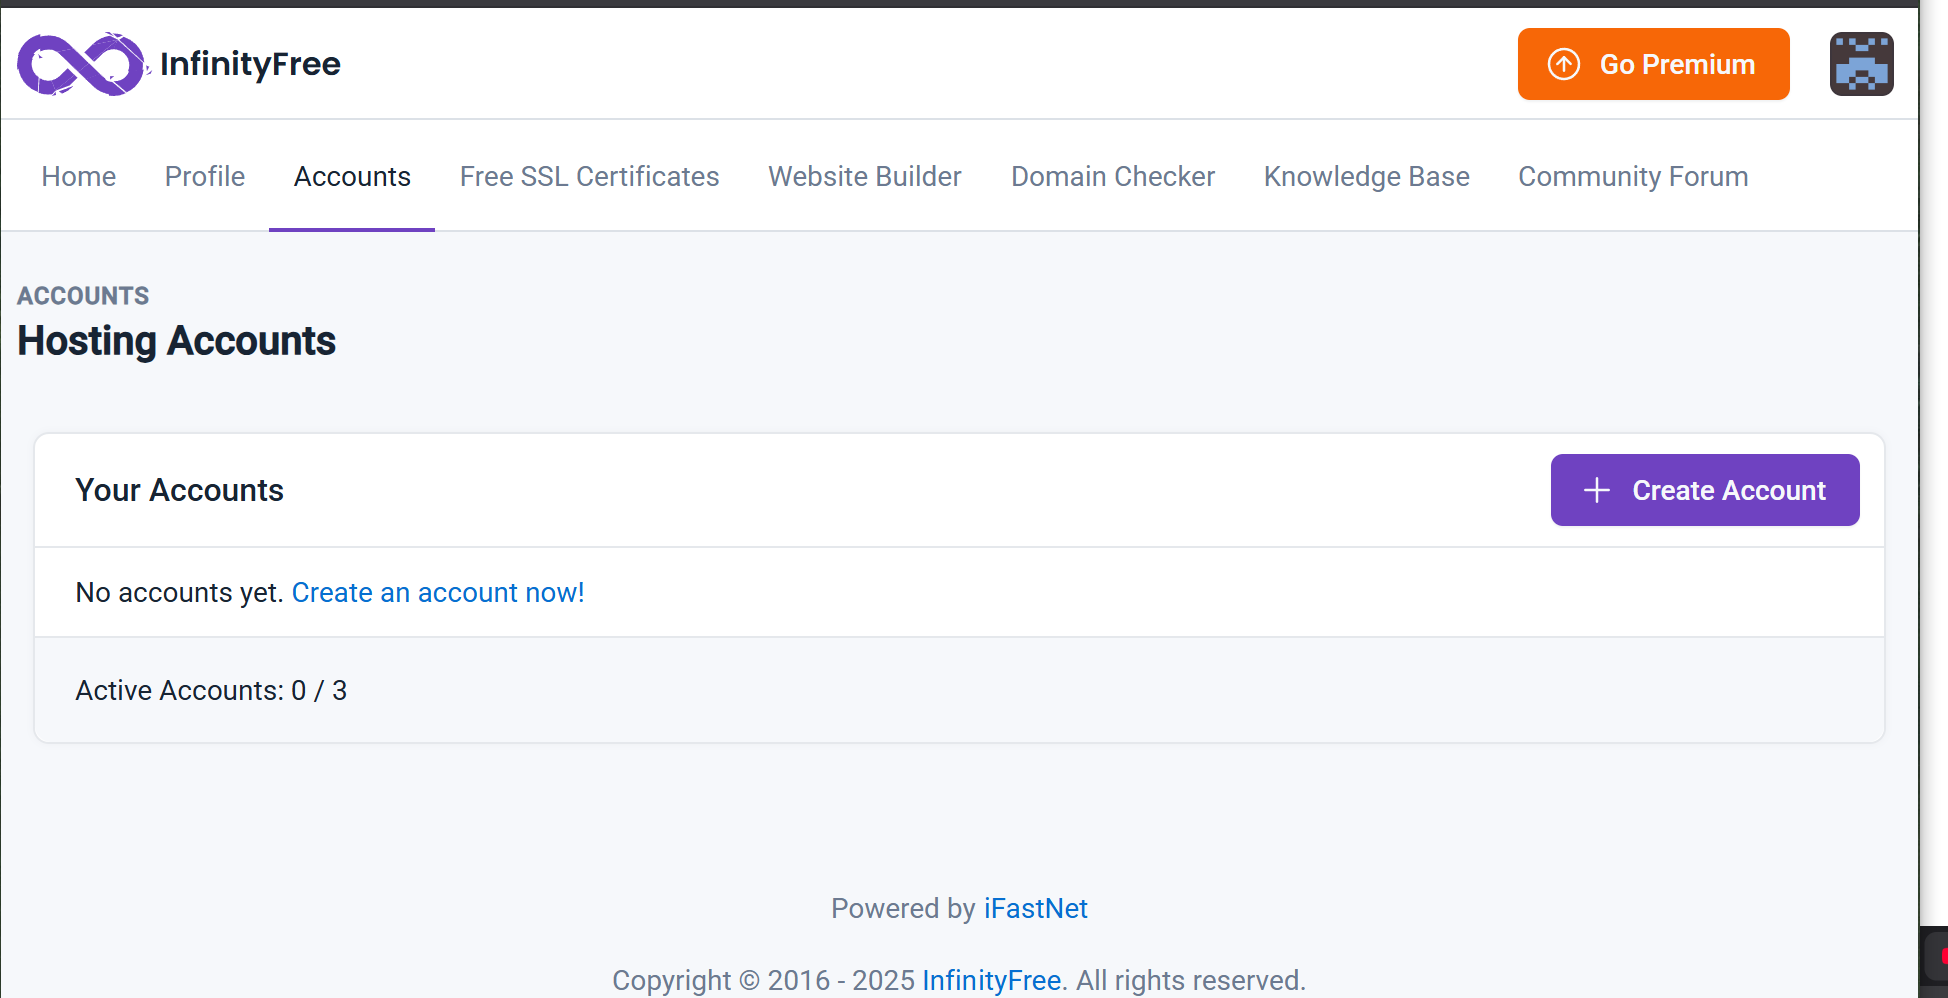 InfinityFree
Go Premium
Home Profile Accounts Free SSL Certificates Website Builder Domain Checker Knowledge Base Community Forum
ACCOUNTS
Hosting Accounts
Your Accounts
Create Account
No accounts yet. Create an account now!
Active Accounts: 0 / 3
Powered by iFastNet
Copyright © 2016 - 2025 InfinityFree. All rights reserved.